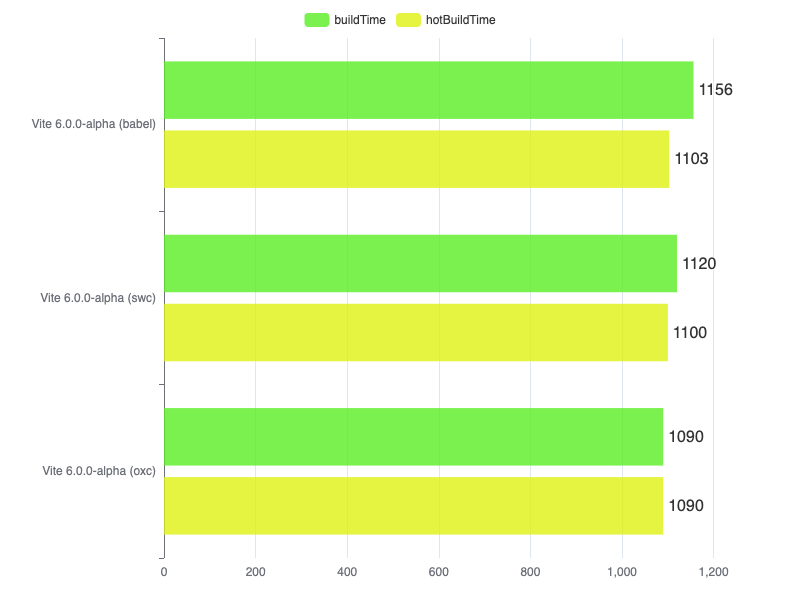 buildTime hotBuildTime
1156
Vite 6.0.0-alpha (babel)
1103
1120
Vite 6.0.0-alpha (swc)
1100
1090
Vite 6.0.0-alpha (oxc)
1090
0 200 400 600 800 1,000 1,200